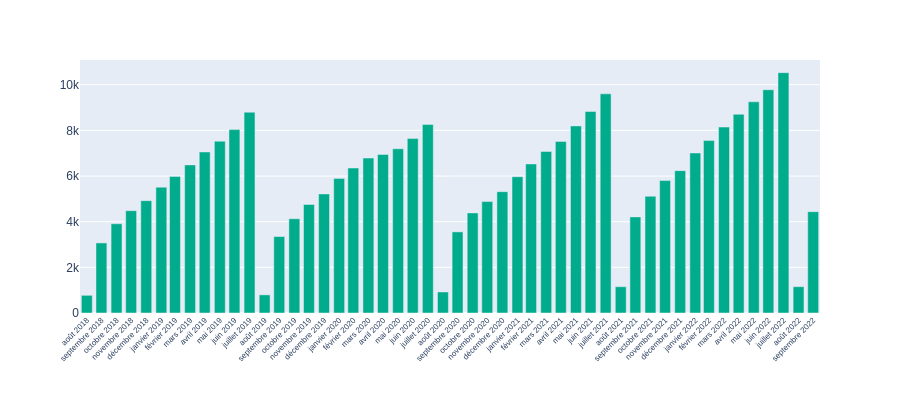 10k
8k
6k
4k
2k
0
août 2018
septembre 2018
octobre 2018
novembre 2018
décembre 2018
janvier 2019
février 2019
mars 2019
avril 2019
mai 2019
juin 2019
juillet 2019
août 2019
septembre 2019
octobre 2019
novembre 2019
décembre 2019
janvier 2020
février 2020
mars 2020
avril 2020
mai 2020
juin 2020
juillet 2020
août 2020
septembre 2020
octobre 2020
novembre 2020
décembre 2020
janvier 2021
février 2021
mars 2021
avril 2021
mai 2021
juin 2021
juillet 2021
août 2021
septembre 2021
octobre 2021
novembre 2021
décembre 2021
janvier 2022
février 2022
mars 2022
avril 2022
mai 2022
juin 2022
juillet 2022
août 2022
septembre 2022